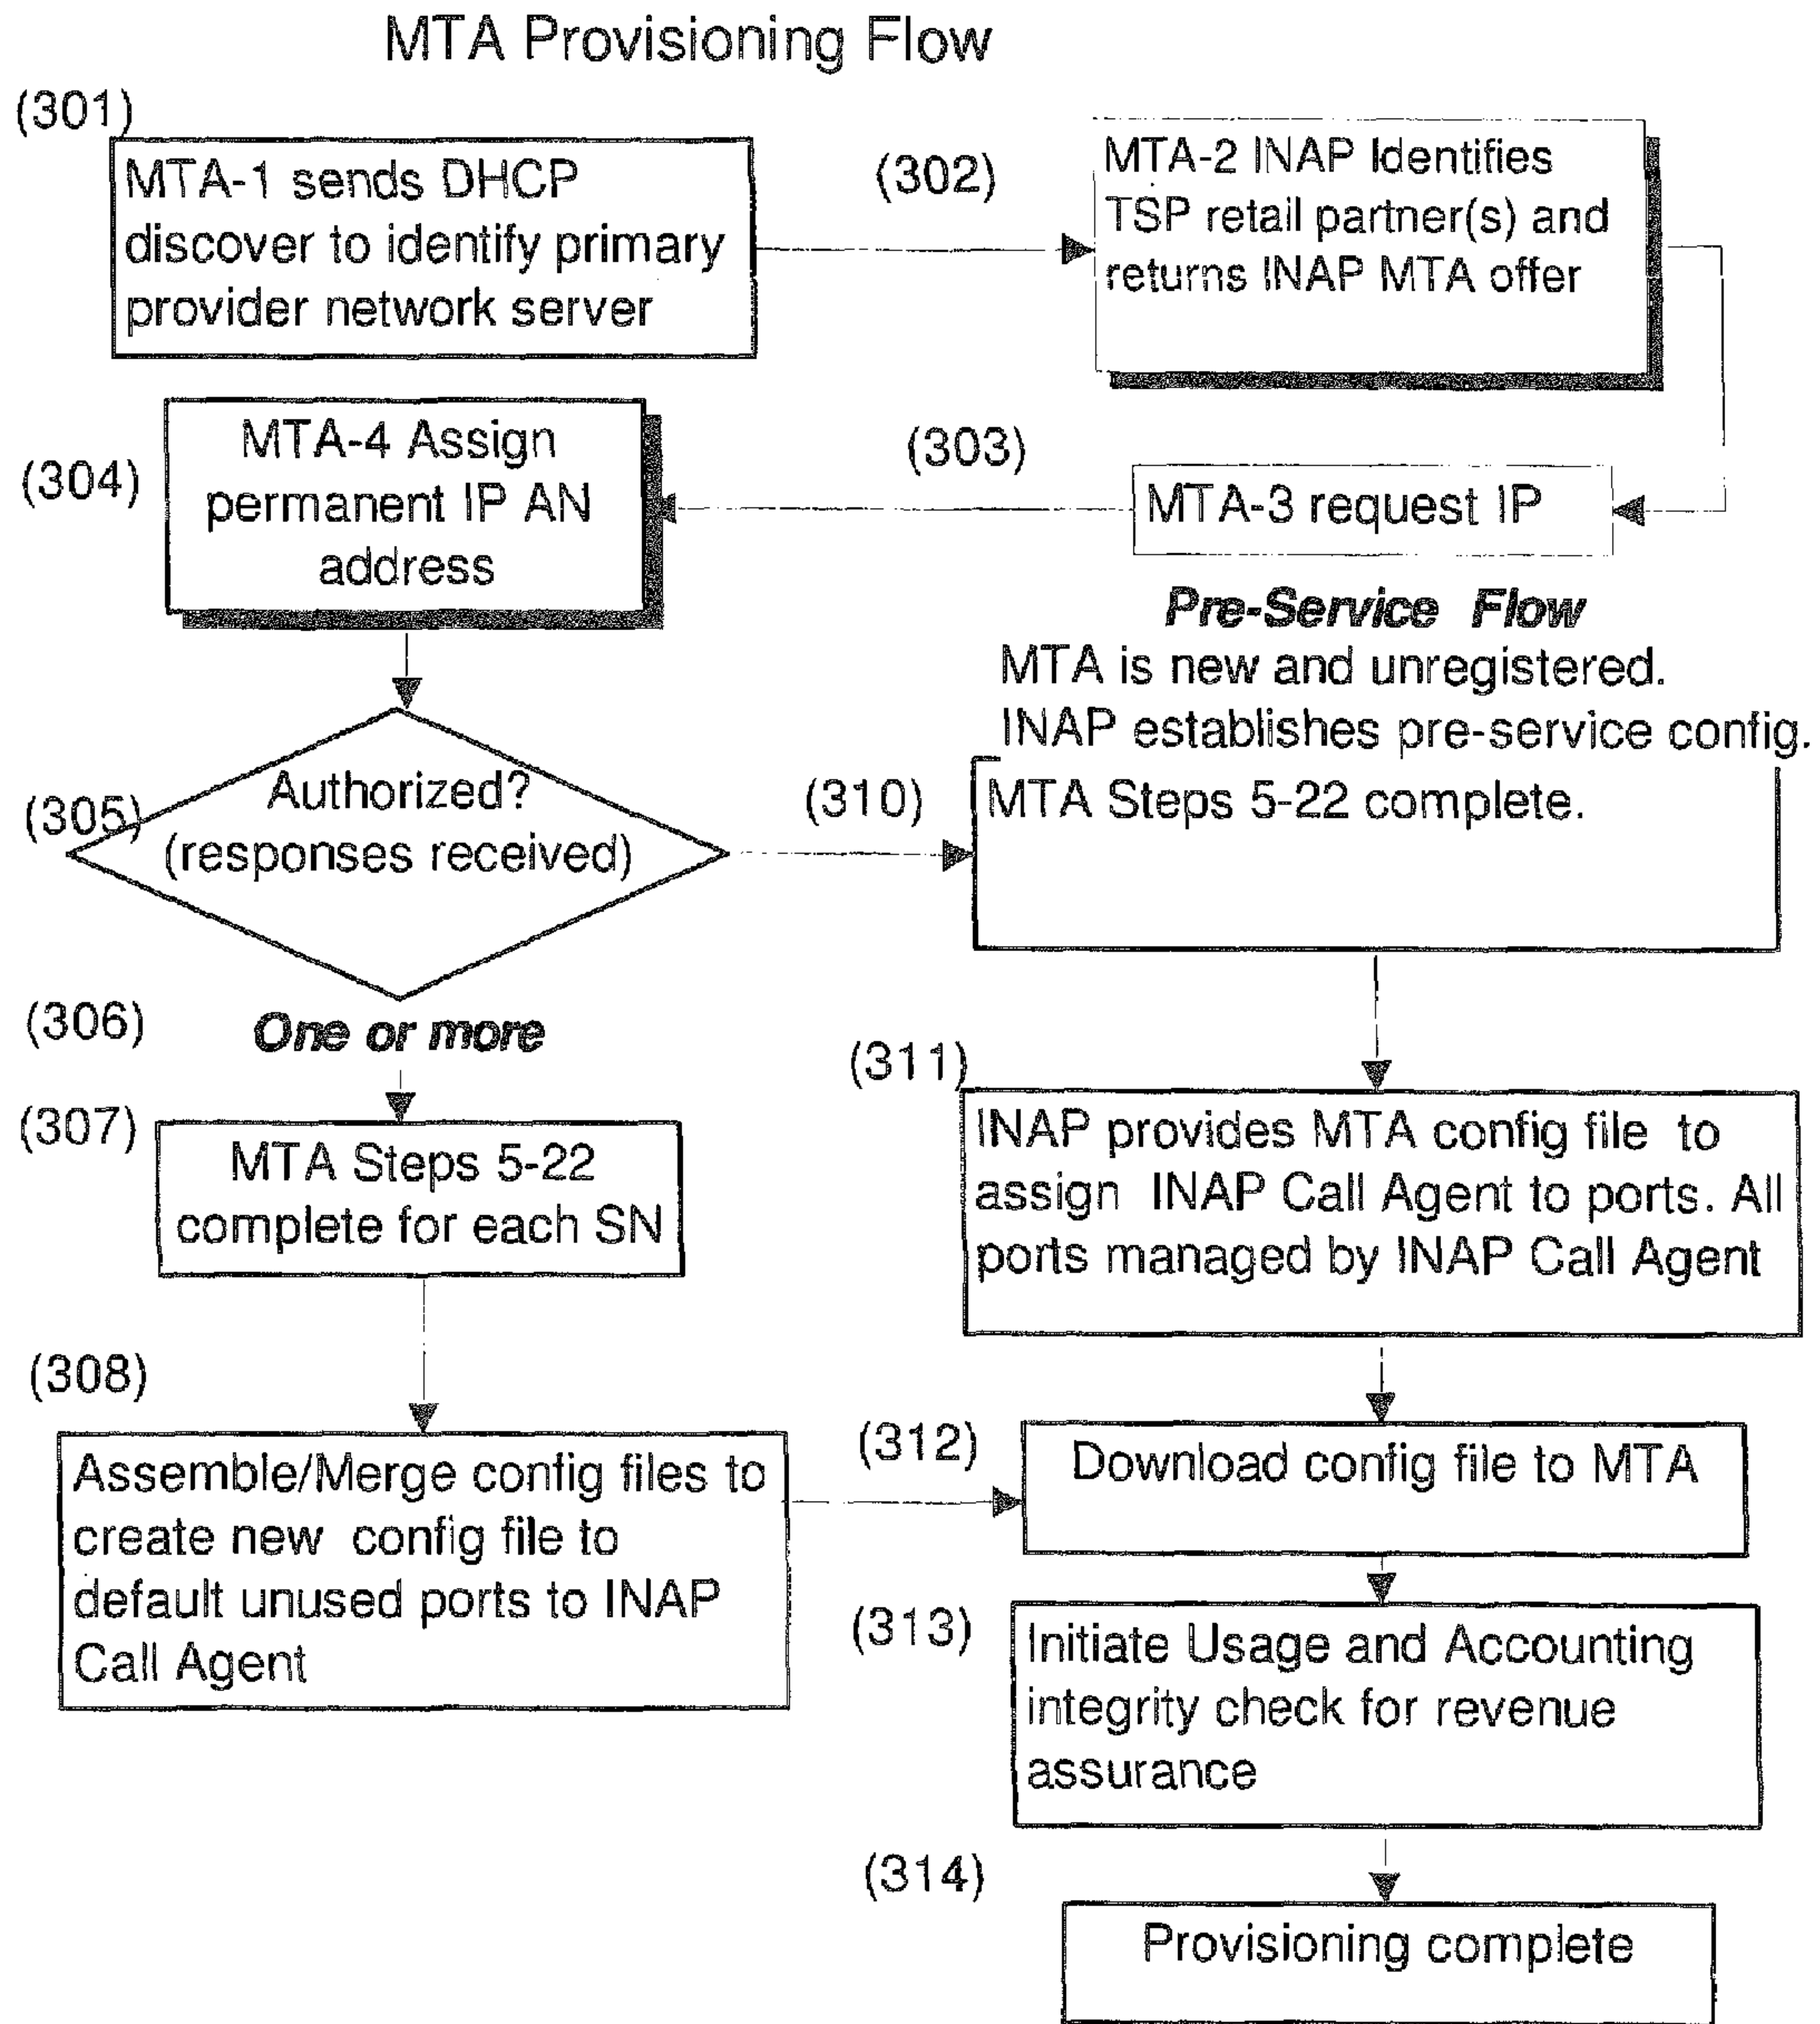 MTA Provisioning Flow
(301)
MTA-1 sends DHCP
discover to identify primary
provider network server
(302)
MTA-2 INAP Identifies
TSP retail partner(s) and
returns INAP MTA offer
(303)
MTA-3 request IP
(304)
MTA-4 Assign
permanent IP AN
address
Pre-Service Flow
MTA is new and unregistered.
INAP establishes pre-service config.
(305)
Authorized?
(responses received)
(310)
MTA Steps 5-22 complete.
(306)
One or more
(307)
MTA Steps 5-22
complete for each SN
(311)
INAP provides MTA config file to
assign INAP Call Agent to ports. All
ports managed by INAP Call Agent
(308)
Assemble/Merge config files to
create new config file to
default unused ports to INAP
Call Agent
(312)
Download config file to MTA
(313)
Initiate Usage and Accounting
integrity check for revenue
assurance
(314)
Provisioning complete